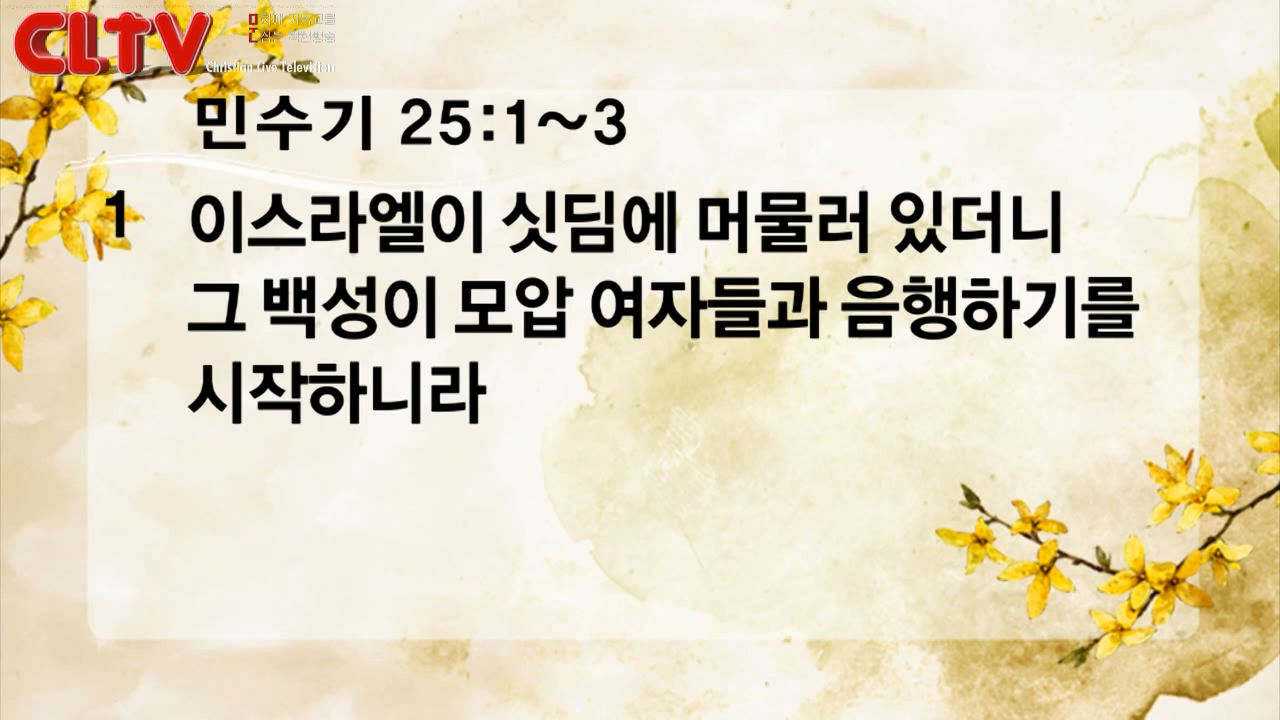 CLTV
Christian Live Television
민수기 25:1~3
1 이스라엘이 싯딤에 머물러 있더니
그 백성이 모압 여자들과 음행하기를
시작하니라